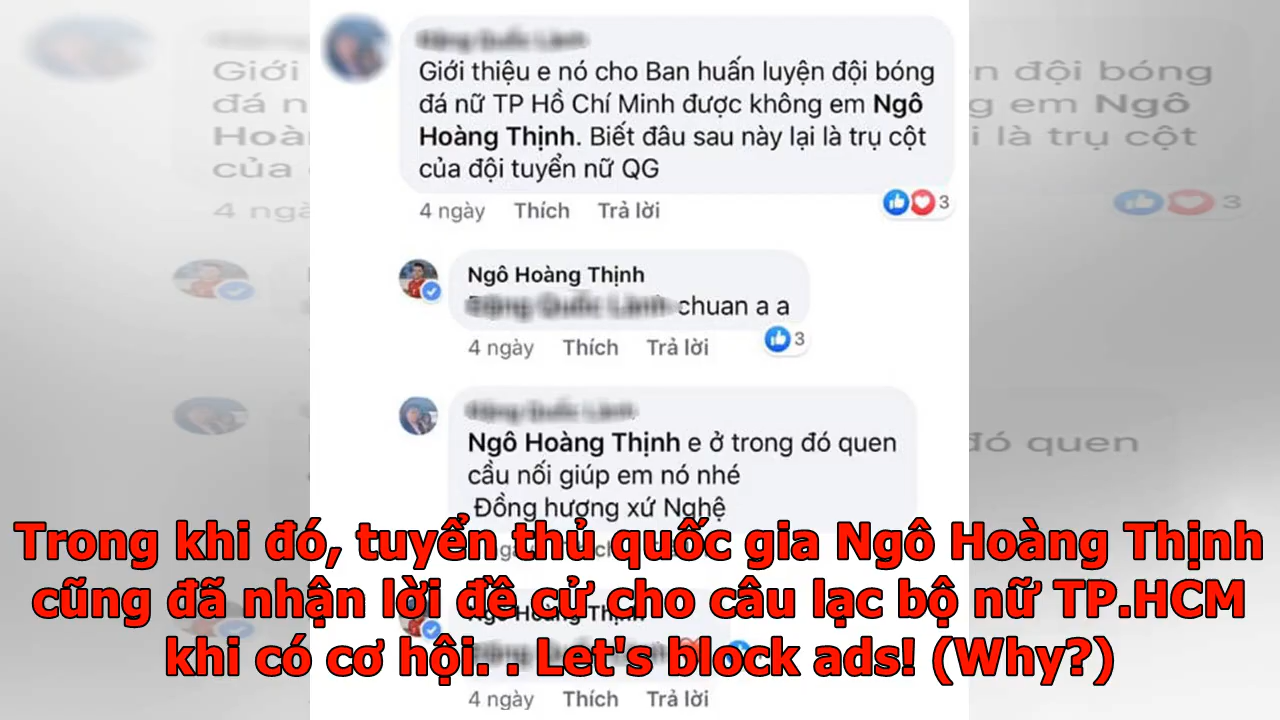 Giới thiệu e nó cho Ban huấn luyện đội bóng
đá nữ TP Hồ Chí Minh được không em Ngô
Hoàng Thịnh. Biết đâu sau này lại là trụ cột
của đội tuyển nữ QG
4 ngày Thích Trả lời 3
Ngô Hoàng Thịnh
chuan a a
4 ngày Thích Trả lời 3
Ngô Hoàng Thịnh e ở trong đó quen
cầu nối giúp em nó nhé
Đồng hương xứ Nghệ
Trong khi đó, tuyển thủ quốc gia Ngô Hoàng Thịnh
cũng đã nhận lời đề cử cho câu lạc bộ nữ TP.HCM
khi có cơ hội. . Let's block ads! (Why?)
Ngô Hoàng Thịnh
4 ngày Thích Trả lời